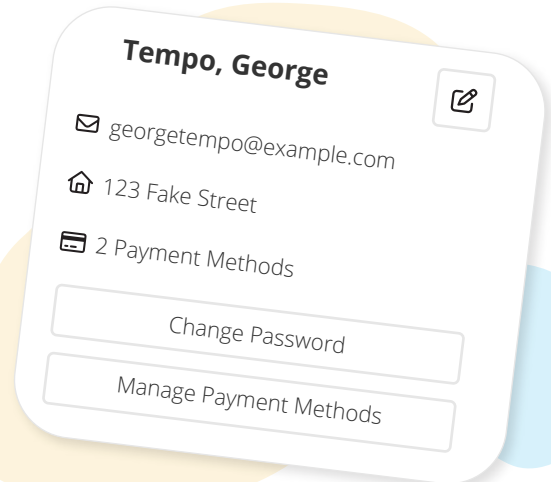 Tempo, George
georgetempo@example.com
123 Fake Street
2 Payment Methods
Change Password
Manage Payment Methods